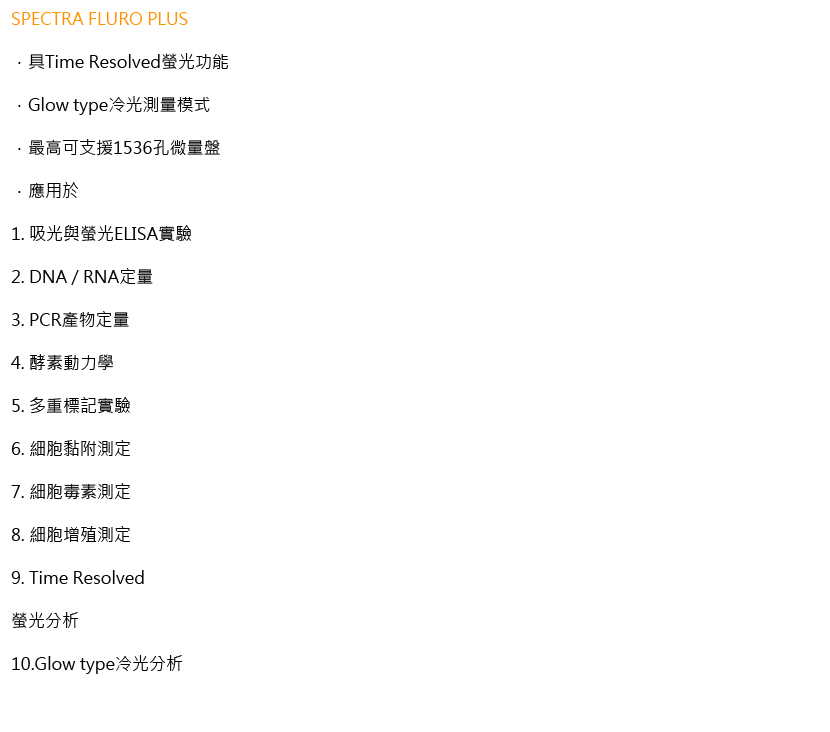 SPECTRA FLURO PLUS
．具Time Resolved螢光功能
．Glow type冷光測量模式
．最高可支援1536孔微量盤
．應用於
1. 吸光與螢光ELISA實驗
2. DNA / RNA定量
3. PCR產物定量
4. 酵素動力學
5. 多重標記實驗
6. 細胞黏附測定
7. 細胞毒素測定
8. 細胞增殖測定
9. Time Resolved
螢光分析
10.Glow type冷光分析